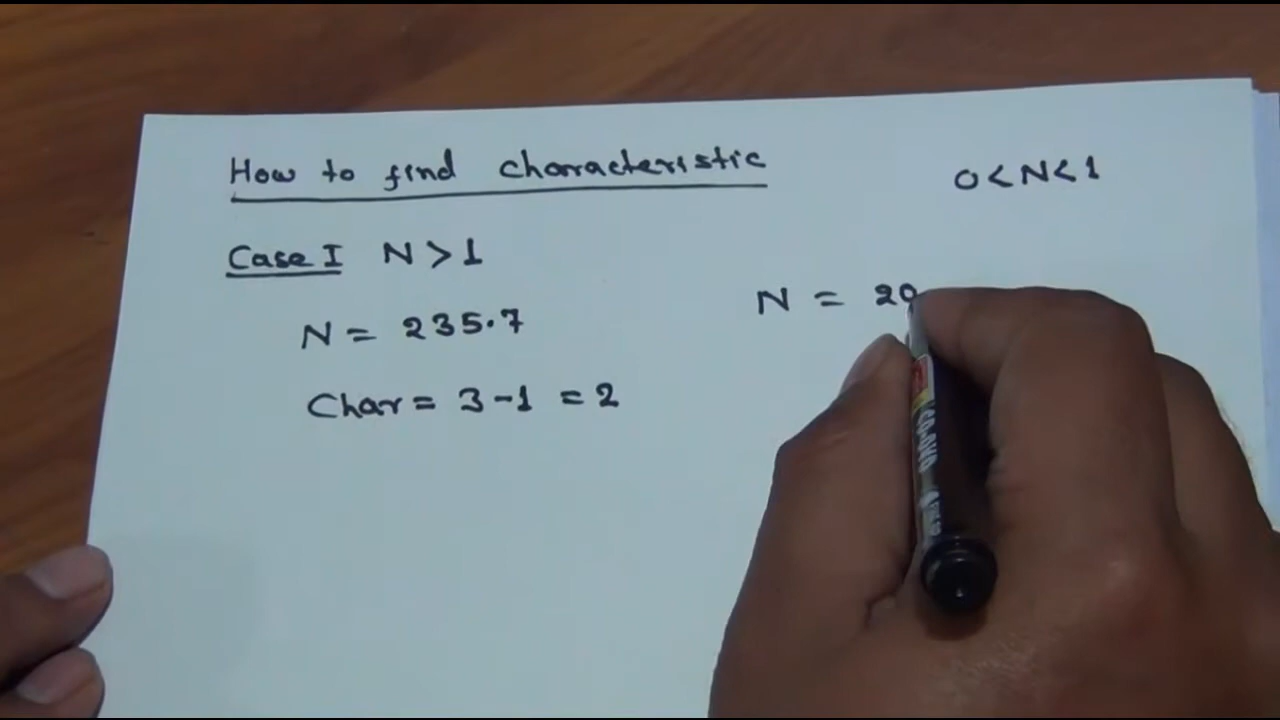 How to find characteristic
0 < N < 1
Case I N > 1
N = 235.7
Char = 3 - 1 = 2
N = 20